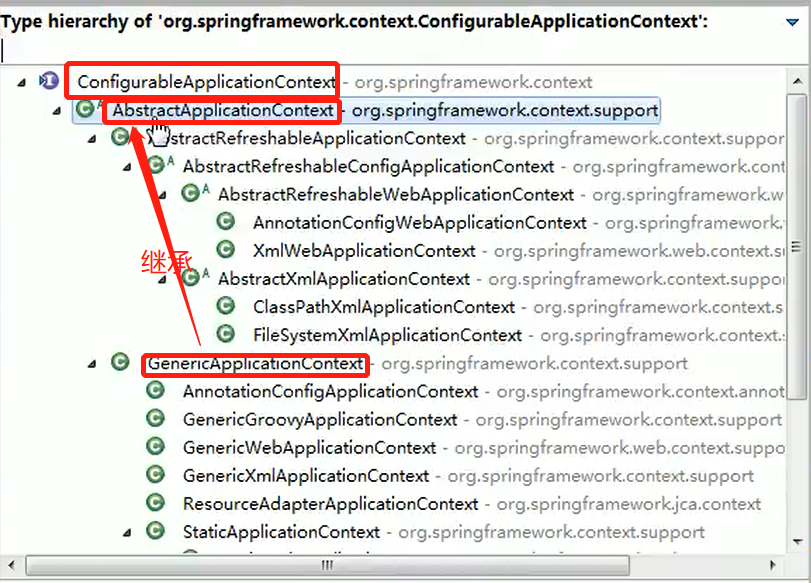 Type hierarchy of 'org.springframework.context.ConfigurableApplicationContext':
ConfigurableApplicationContext - org.springframework.context
AbstractApplicationContext - org.springframework.context.support
AbstractRefreshableApplicationContext - org.springframework.context.suppor
AbstractRefreshableConfigApplicationContext - org.springframework.cont
AbstractRefreshableWebApplicationContext - org.springframework.w
AnnotationConfigWebApplicationContext - org.springframework.
XmlWebApplicationContext - org.springframework.web.context.s
继承
AbstractXmlApplicationContext - org.springframework.context.suppo
ClassPathXmlApplicationContext - org.springframework.context.s
FileSystemXmlApplicationContext - org.springframework.context.
GenericApplicationContext - org.springframework.context.support
AnnotationConfigApplicationContext - org.springframework.context.annot
GenericGroovyApplicationContext - org.springframework.context.support
GenericWebApplicationContext - org.springframework.web.context.suppo
GenericXmlApplicationContext - org.springframework.context.support
ResourceAdapterApplicationContext - org.springframework.jca.context
StaticApplicationContext - org.springframework.context.support